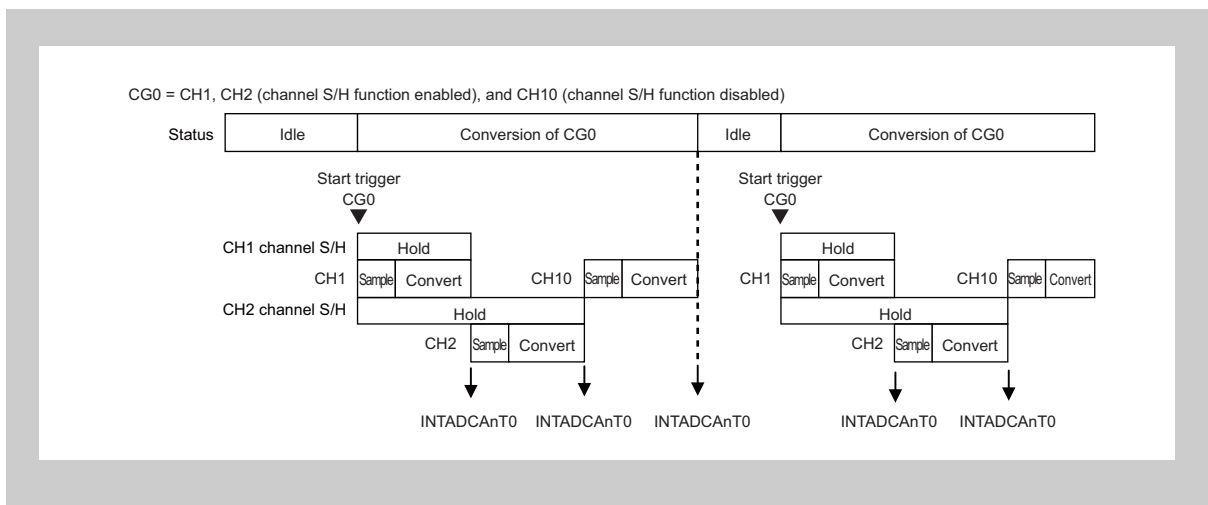 CG0 = CH1, CH2 (channel S/H function enabled), and CH10 (channel S/H function disabled)
Status Idle Conversion of CG0 Idle Conversion of CG0
Start trigger Start trigger
CG0 CG0
CH1 channel S/H Hold Hold
CH1 Sample Convert CH10 Sample Convert CH1 Sample Convert CH10 Sample Convert
CH2 channel S/H Hold Hold
CH2 Sample Convert CH2 Sample Convert
INTADCAnT0 INTADCAnT0 INTADCAnT0 INTADCAnT0 INTADCAnT0